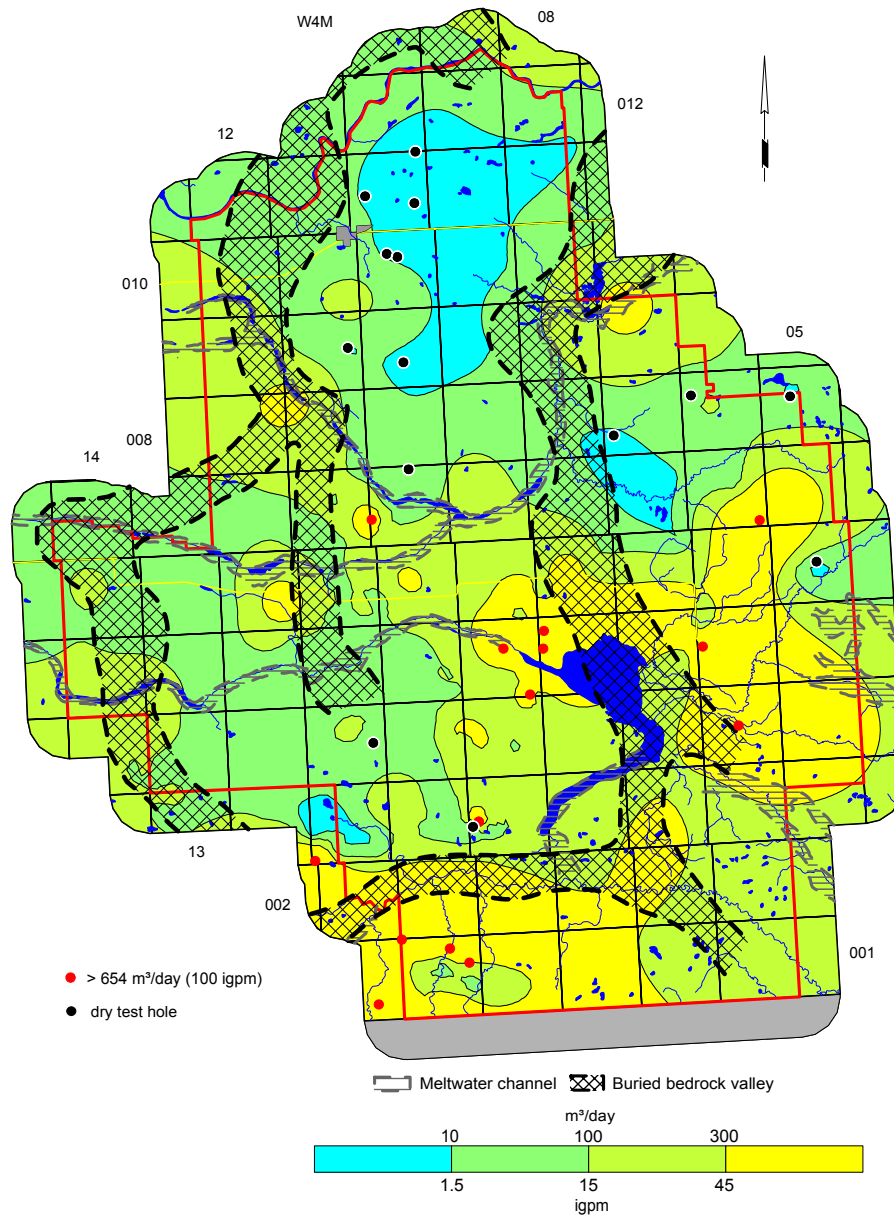 W4M
08
12
012
010
05
14
008
13
002
001
> 654 m³/day (100 igpm)
dry test hole
Meltwater channel
Buried bedrock valley
m³/day
10
100
300
1.5
15
45
igpm